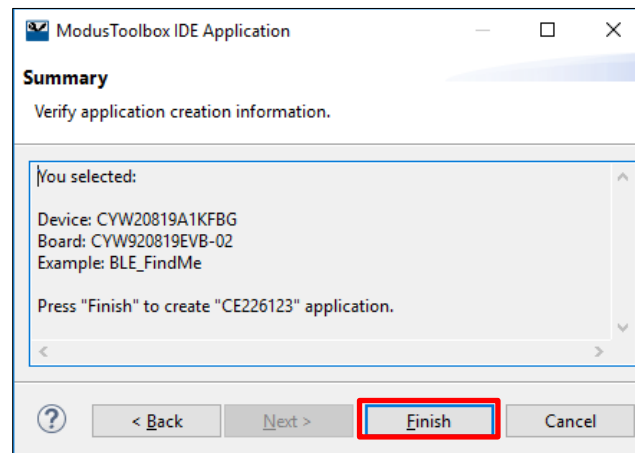 ModusToolbox IDE Application
Summary
Verify application creation information.
You selected:
Device: CYW20819A1KFBG
Board: CYW920819EVB-02
Example: BLE_FindMe
Press "Finish" to create "CE226123" application.
? < Back Next > Finish Cancel